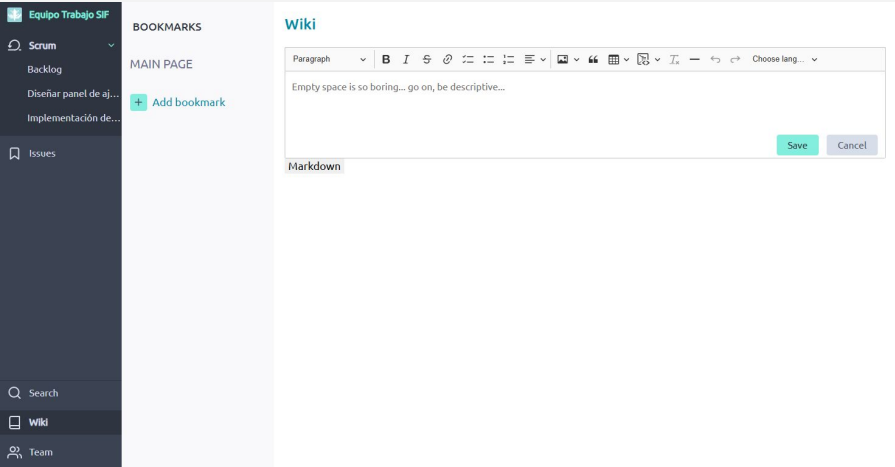 Equipo Trabajo SIF
Scrum
Backlog
Diseñar panel de aj...
Implementación de...
Issues
Search
Wiki
Team
BOOKMARKS
MAIN PAGE
+ Add bookmark
Wiki
Paragraph
Choose lang...
Empty space is so boring... go on, be descriptive...
Save Cancel
Markdown